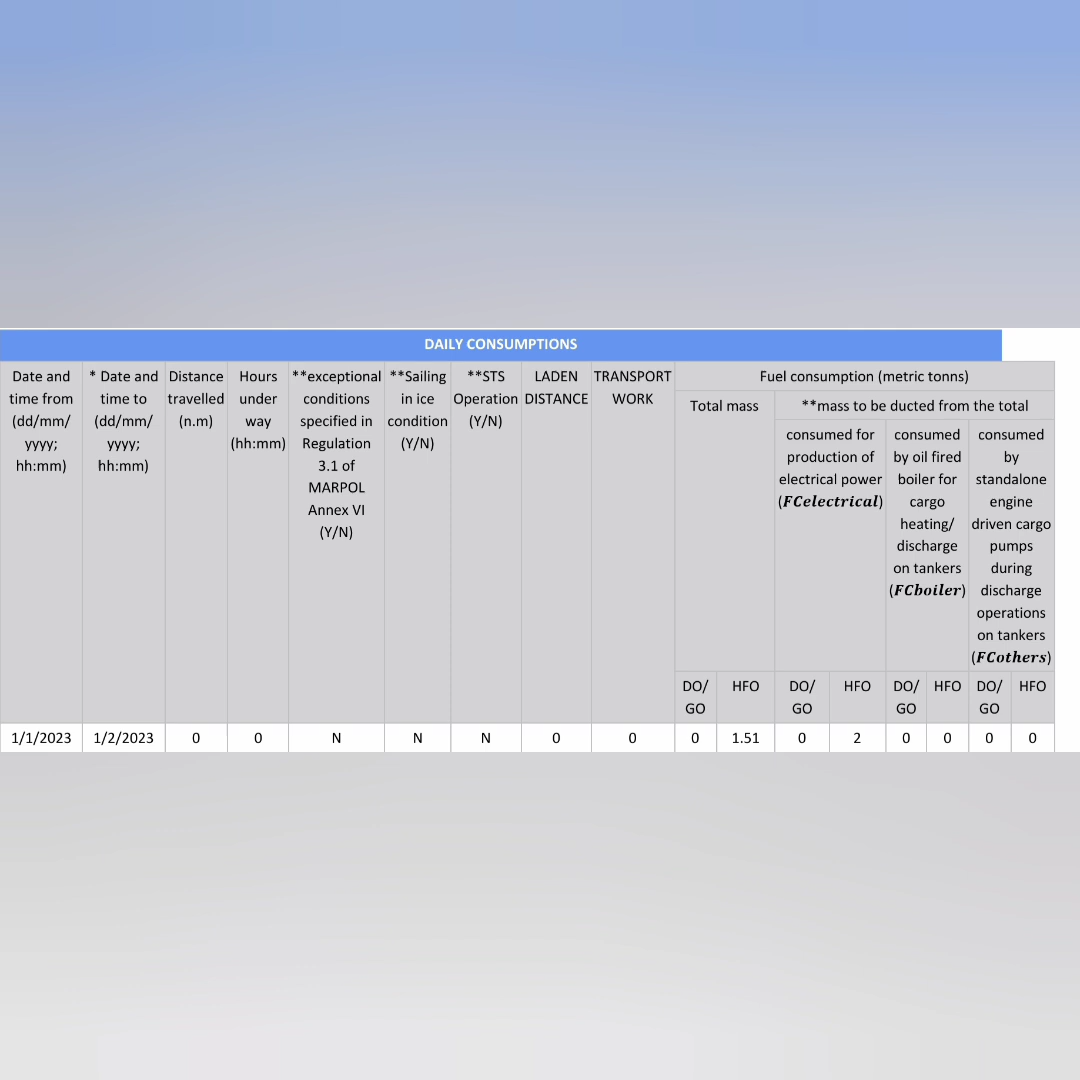 DAILY CONSUMPTIONS
Date and
time from
(dd/mm/
yyyy;
hh:mm)
* Date and
time to
(dd/mm/
yyyy;
hh:mm)
Distance
travelled
(n.m)
Hours
under
way
(hh:mm)
**exceptional
conditions
specified in
Regulation
3.1 of
MARPOL
Annex VI
(Y/N)
**Sailing
in ice
condition
(Y/N)
**STS
Operation
(Y/N)
LADEN
DISTANCE
TRANSPORT
WORK
Fuel consumption (metric tonns)
Total mass
**mass to be ducted from the total
consumed for
production of
electrical power
(FCelectrical)
consumed
by oil fired
boiler for
cargo
heating/
discharge
on tankers
(FCboiler)
consumed
by
standalone
engine
driven cargo
pumps
during
discharge
operations
on tankers
(FCothers)
DO/
GO
HFO
DO/
GO
HFO
DO/
GO
HFO
DO/
GO
HFO
1/1/2023 1/2/2023 0 0 N N N 0 0 0 1.51 0 2 0 0 0 0